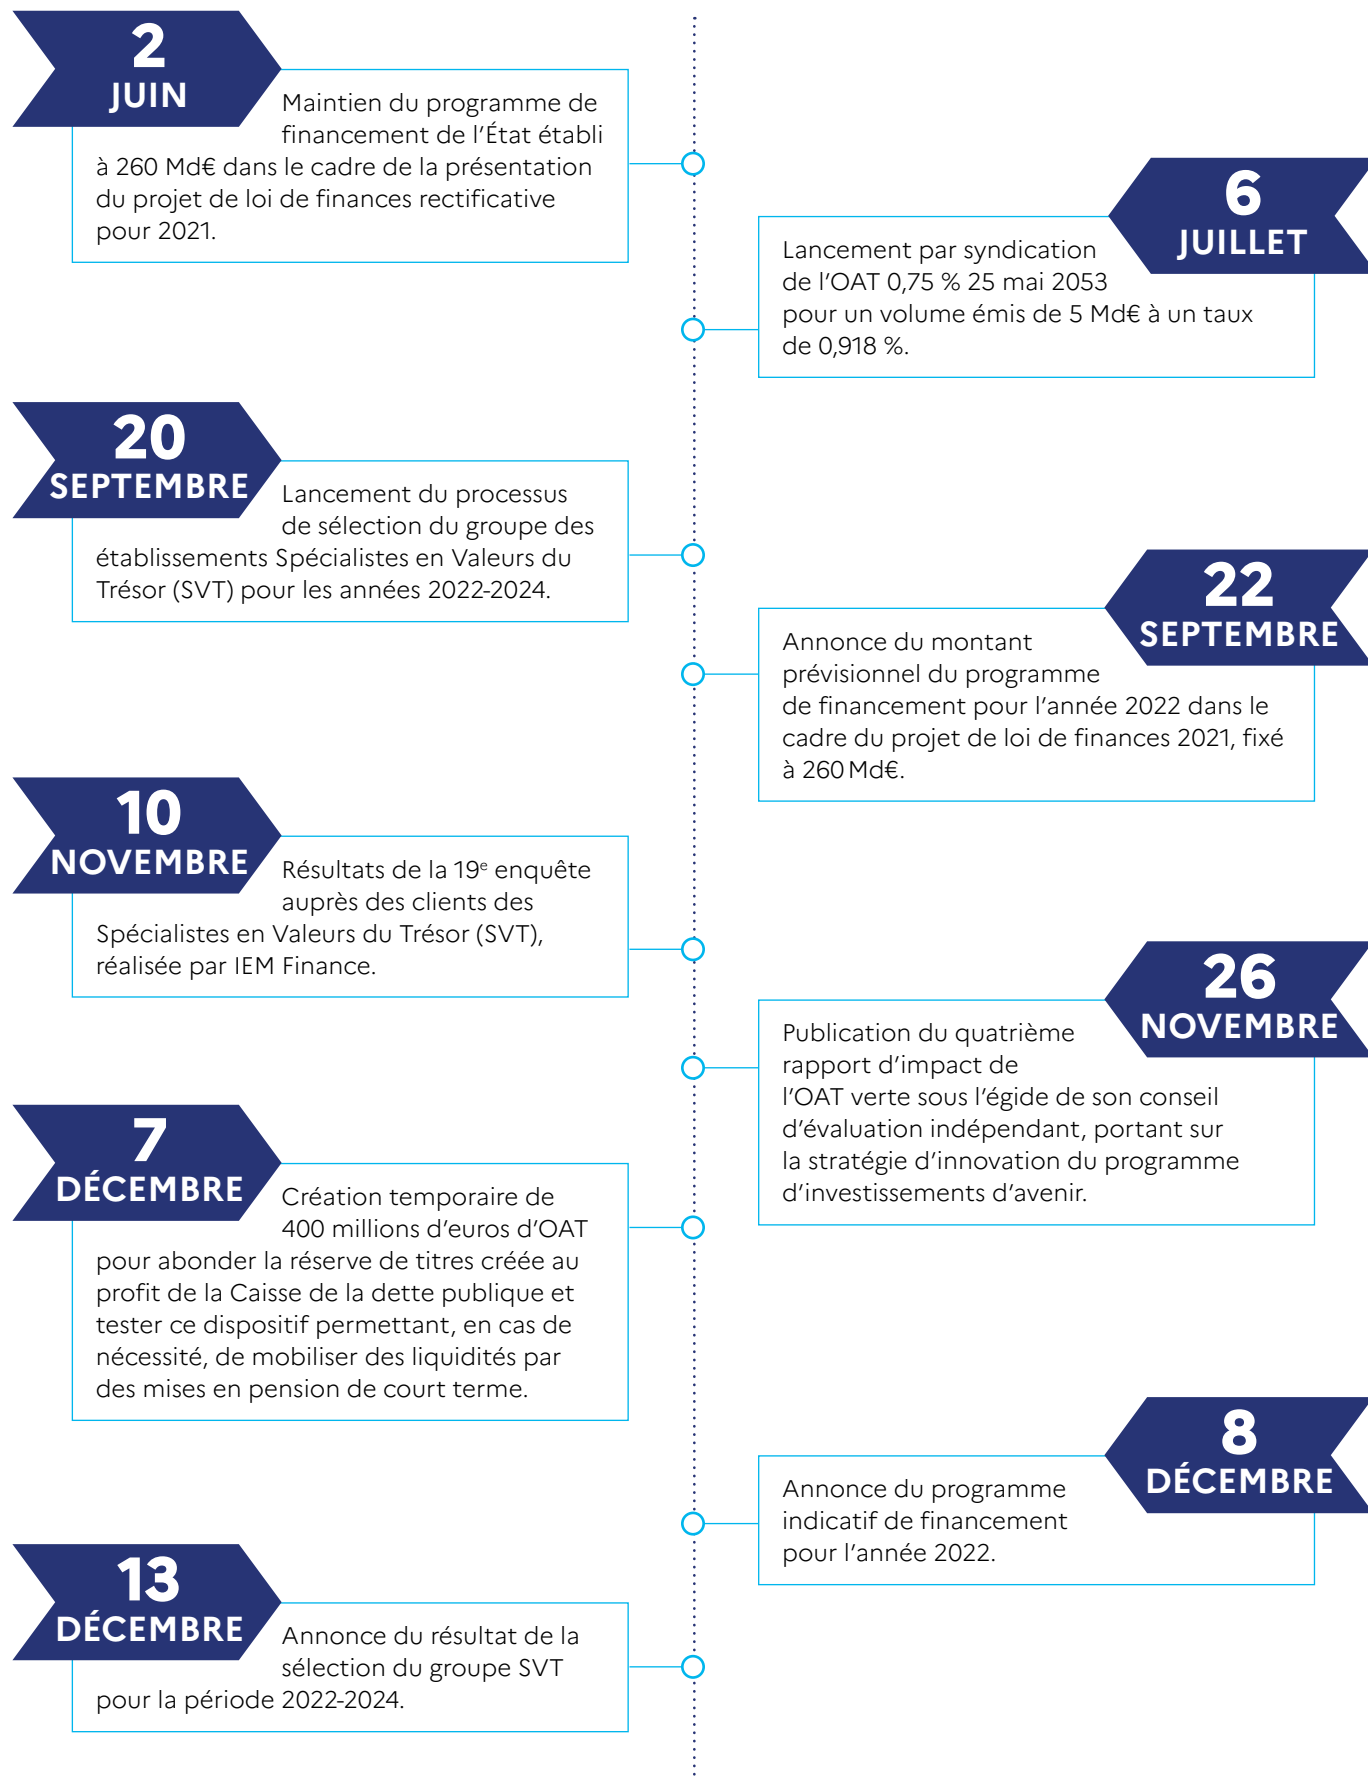 2
JUIN
Maintien du programme de
financement de l’État établi
à 260 Md€ dans le cadre de la présentation
du projet de loi de finances rectificative
pour 2021.
6
JUILLET
Lancement par syndication
de l’OAT 0,75 % 25 mai 2053
pour un volume émis de 5 Md€ à un taux
de 0,918 %.
20
SEPTEMBRE
Lancement du processus
de sélection du groupe des
établissements Spécialistes en Valeurs du
Trésor (SVT) pour les années 2022-2024.
22
SEPTEMBRE
Annonce du montant
prévisionnel du programme
de financement pour l’année 2022 dans le
cadre du projet de loi de finances 2021, fixé
à 260 Md€.
10
NOVEMBRE
Résultats de la 19e enquête
auprès des clients des
Spécialistes en Valeurs du Trésor (SVT),
réalisée par IEM Finance.
26
NOVEMBRE
Publication du quatrième
rapport d’impact de
l’OAT verte sous l’égide de son conseil
d’évaluation indépendant, portant sur
la stratégie d’innovation du programme
d’investissements d’avenir.
7
DÉCEMBRE
Création temporaire de
400 millions d’euros d’OAT
pour abonder la réserve de titres créée au
profit de la Caisse de la dette publique et
tester ce dispositif permettant, en cas de
nécessité, de mobiliser des liquidités par
des mises en pension de court terme.
8
DÉCEMBRE
Annonce du programme
indicatif de financement
pour l’année 2022.
13
DÉCEMBRE
Annonce du résultat de la
sélection du groupe SVT
pour la période 2022-2024.